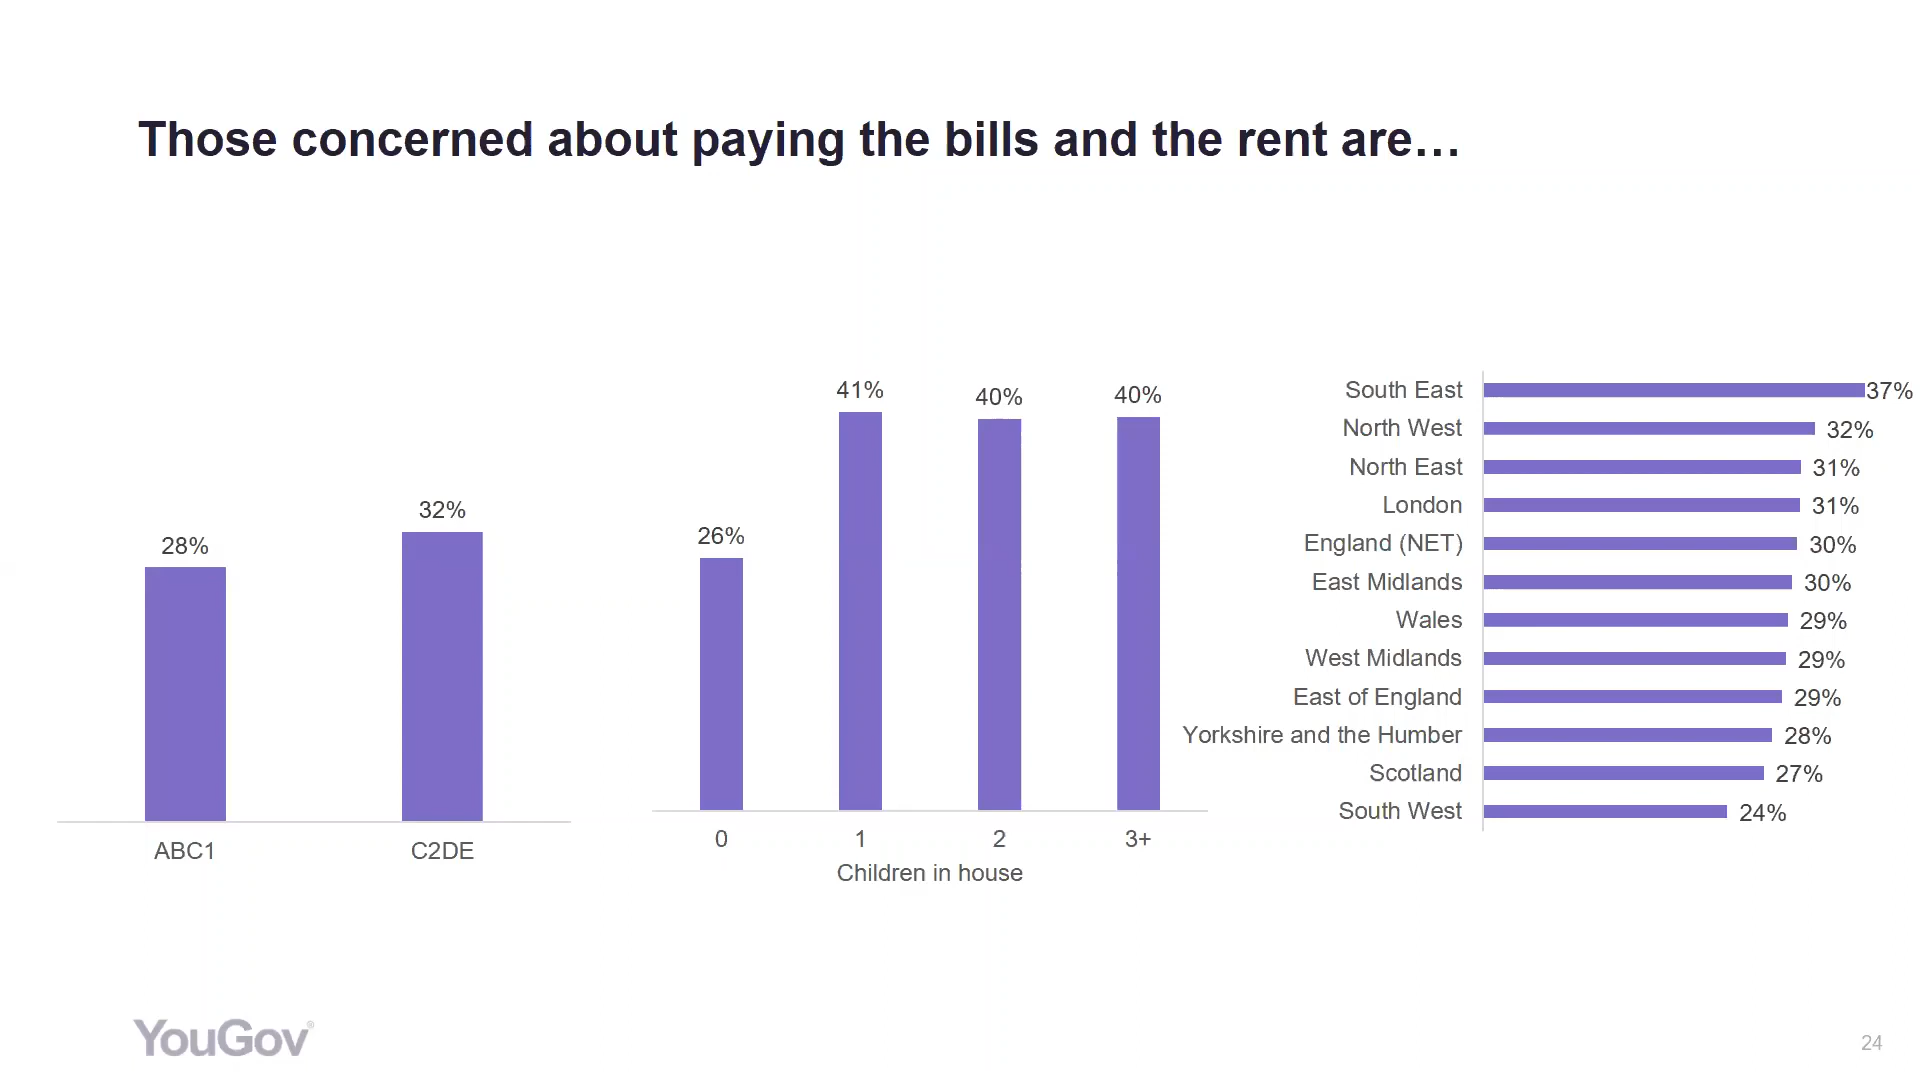 Those concerned about paying the bills and the rent are…
28%
32%
ABC1
C2DE
26%
41%
40%
40%
0
1
2
3+
Children in house
South East 37%
North West 32%
North East 31%
London 31%
England (NET) 30%
East Midlands 30%
Wales 29%
West Midlands 29%
East of England 29%
Yorkshire and the Humber 28%
Scotland 27%
South West 24%
YouGov®
24